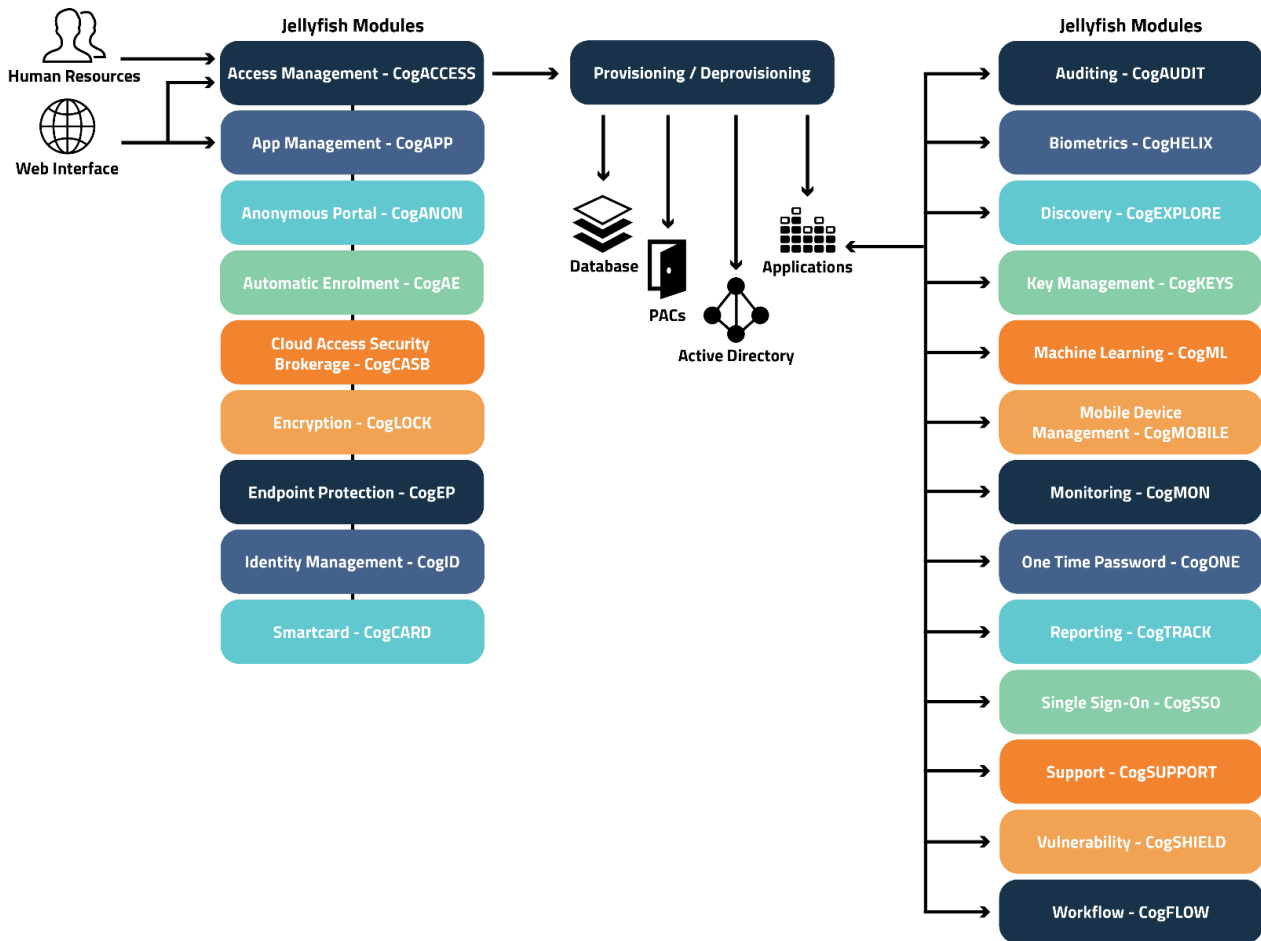 Human Resources
Web Interface
Jellyfish Modules
Access Management - CogACCESS
App Management - CogAPP
Anonymous Portal - CogANON
Automatic Enrolment - CogAE
Cloud Access Security
Brokerage - CogCASB
Encryption - CogLOCK
Endpoint Protection - CogEP
Identity Management - CogID
Smartcard - CogCARD
Provisioning / Deprovisioning
Database
PACs
Active Directory
Applications
Jellyfish Modules
Auditing - CogAUDIT
Biometrics - CogHELIX
Discovery - CogEXPLORE
Key Management - CogKEYS
Machine Learning - CogML
Mobile Device
Management - CogMOBILE
Monitoring - CogMON
One Time Password - CogONE
Reporting - CogTRACK
Single Sign-On - CogSSO
Support - CogSUPPORT
Vulnerability - CogSHIELD
Workflow - CogFLOW